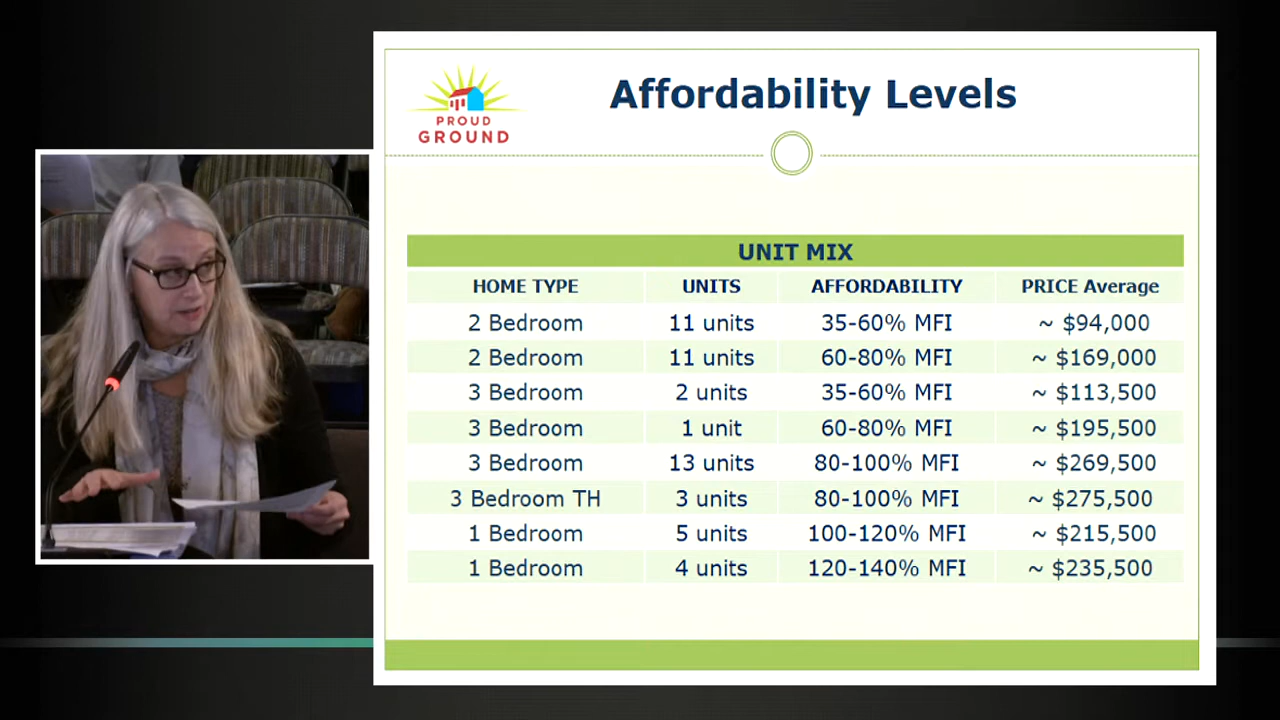 PROUD
GROUND
Affordability Levels
UNIT MIX
HOME TYPE UNITS AFFORDABILITY PRICE Average
2 Bedroom 11 units 35-60% MFI ~ $94,000
2 Bedroom 11 units 60-80% MFI ~ $169,000
3 Bedroom 2 units 35-60% MFI ~ $113,500
3 Bedroom 1 unit 60-80% MFI ~ $195,500
3 Bedroom 13 units 80-100% MFI ~ $269,500
3 Bedroom TH 3 units 80-100% MFI ~ $275,500
1 Bedroom 5 units 100-120% MFI ~ $215,500
1 Bedroom 4 units 120-140% MFI ~ $235,500